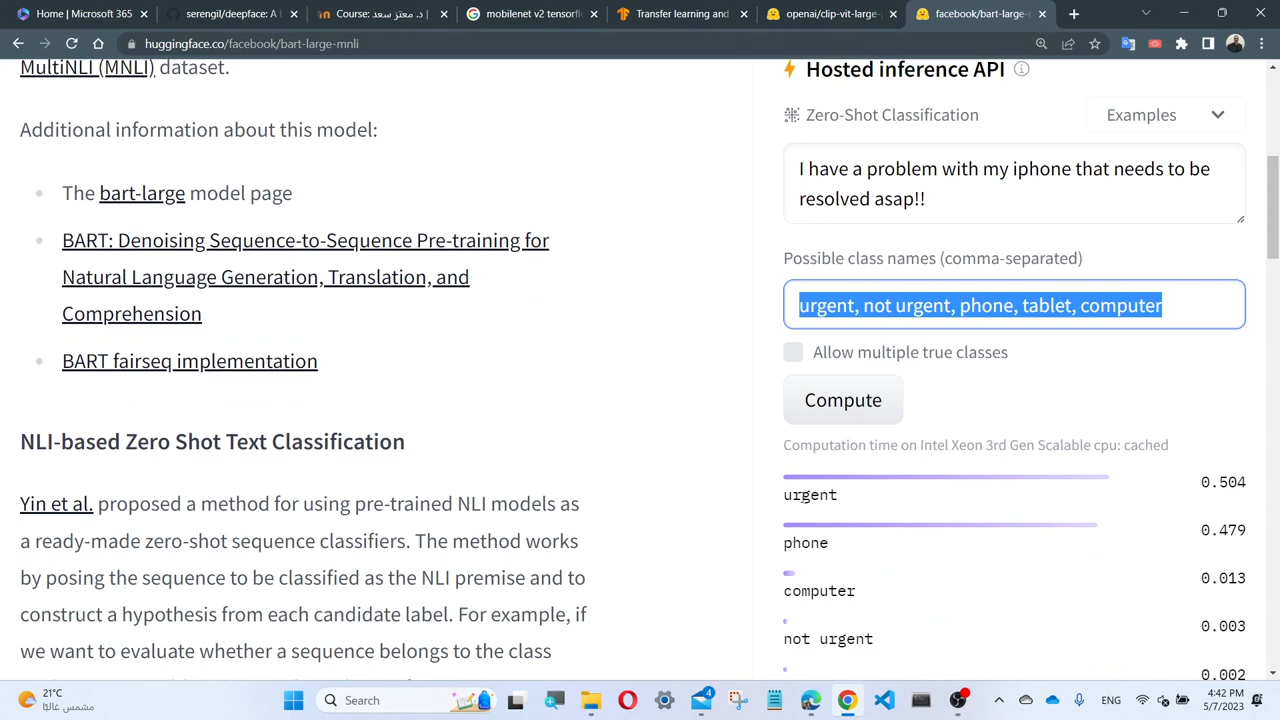 Home | Microsoft 365
serengil/deepface: A L
Course: د. معتز سعد
mobilenet v2 tensorfl
Transfer learning and
openai/clip-vit-large-
facebook/bart-large-
huggingface.co/facebook/bart-large-mnli
MultiNLI (MNLI) dataset.
Additional information about this model:
The bart-large model page
BART: Denoising Sequence-to-Sequence Pre-training for
Natural Language Generation, Translation, and
Comprehension
BART fairseq implementation
NLI-based Zero Shot Text Classification
Yin et al. proposed a method for using pre-trained NLI models as
a ready-made zero-shot sequence classifiers. The method works
by posing the sequence to be classified as the NLI premise and to
construct a hypothesis from each candidate label. For example, if
we want to evaluate whether a sequence belongs to the class
Hosted inference API
Zero-Shot Classification
Examples
I have a problem with my iphone that needs to be
resolved asap!!
Possible class names (comma-separated)
urgent, not urgent, phone, tablet, computer
Allow multiple true classes
Compute
Computation time on Intel Xeon 3rd Gen Scalable cpu: cached
urgent 0.504
phone 0.479
computer 0.013
not urgent 0.003
0.002
21°C
مشمس غالبًا
Search
4
ENG
4:42 PM
5/7/2023